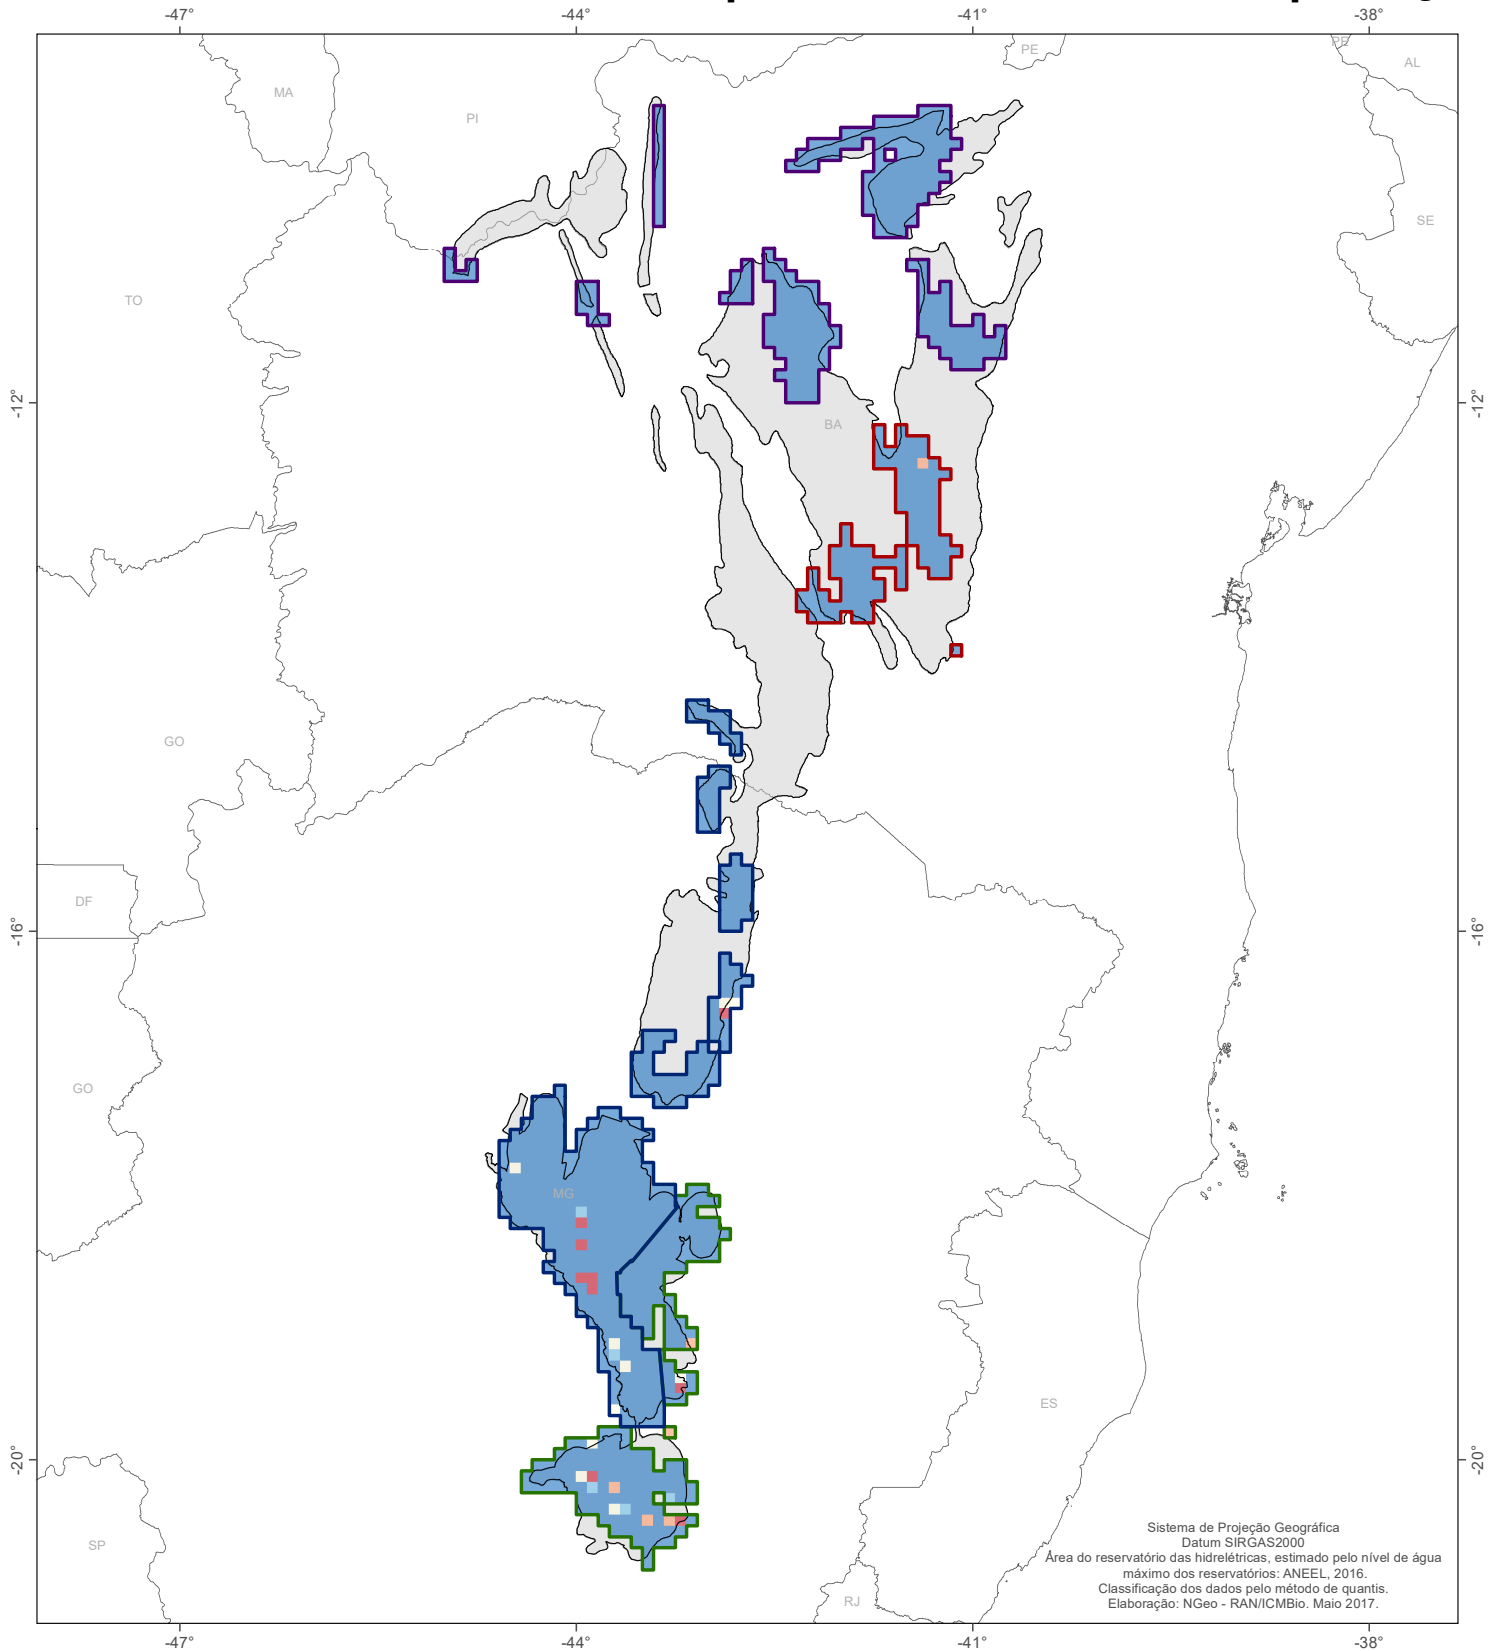 -47° -44° -41° -38°
PE PE
AL
MA
PI
SE
TO
-12° -12°
BA
GO
DF
-16° -16°
GO
MG
ES
-20° -20°
SP
RJ
Sistema de Projeção Geográfica
Datum SIRGAS2000
Área do reservatório das hidrelétricas, estimado pelo nível de água
máximo dos reservatórios: ANEEL, 2016.
Classificação dos dados pelo método de quantis.
Elaboração: NGeo - RAN/ICMBio. Maio 2017.
-47° -44° -41° -38°